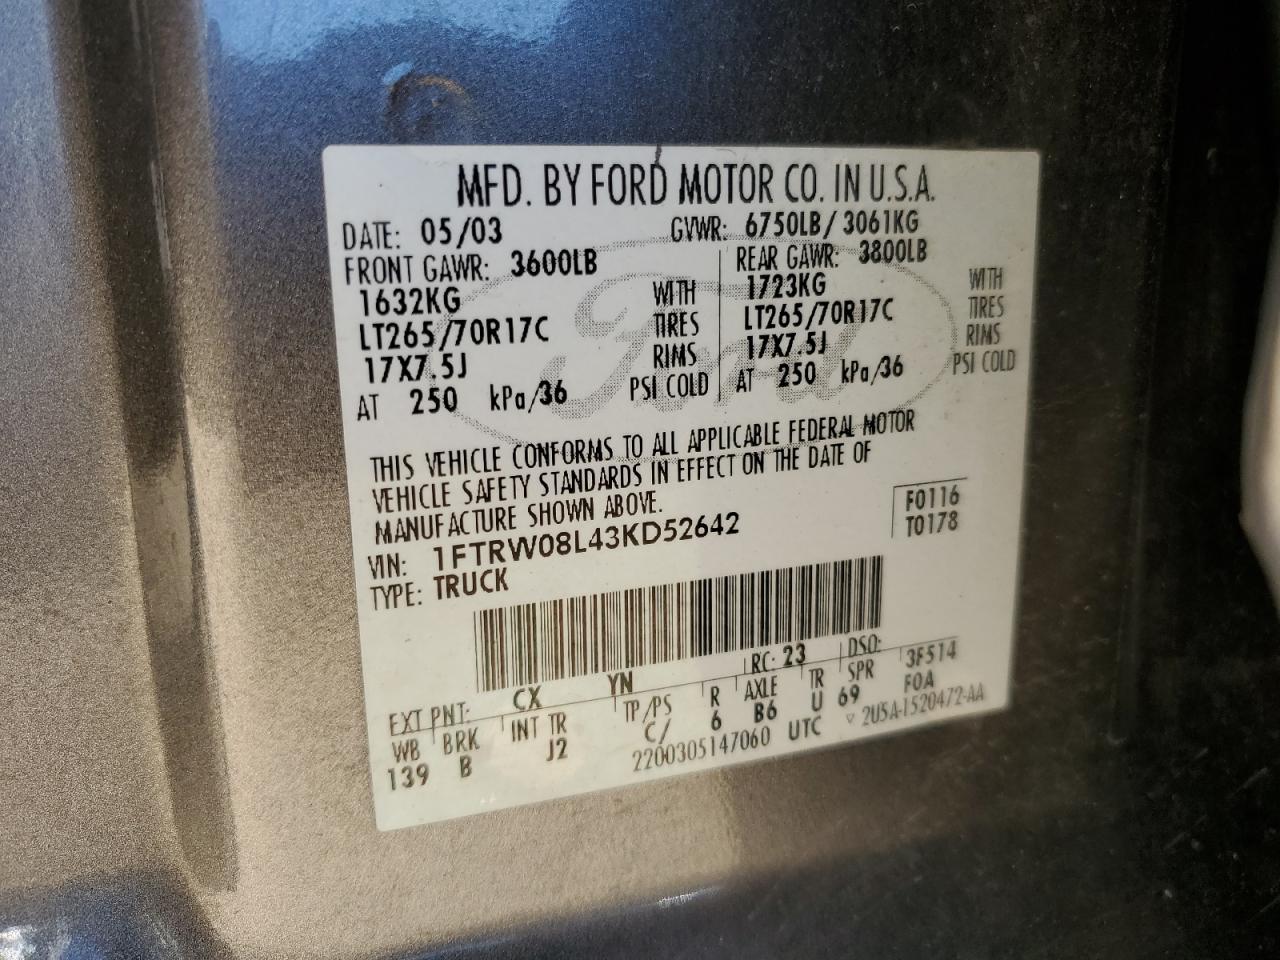 MFD. BY FORD MOTOR CO. IN U.S.A.
DATE: 05/03 GVWR: 6750LB/ 3061KG
FRONT GAWR: 3600LB REAR GAWR: 3800LB
1632KG WITH 1723KG WITH
LT265/70R17C TIRES LT265/70R17C TIRES
17X7.5J RIMS 17X7.5J RIMS
AT 250 kPa/36 PSI COLD AT 250 kPa/36 PSI COLD
Ford
THIS VEHICLE CONFORMS TO ALL APPLICABLE FEDERAL MOTOR
VEHICLE SAFETY STANDARDS IN EFFECT ON THE DATE OF
MANUFACTURE SHOWN ABOVE.
F0116
T0178
VIN: 1FTRW08L43KD52642
TYPE: TRUCK
EXT PNT: CX YN RC: 23 DSO: 3F514
WB BRK INT TR TP/PS R AXLE TR SPR F0A
139 B J2 C/ 6 B6 U 69
2200305147060 UTC ▽ 2U5A-1520472-AA